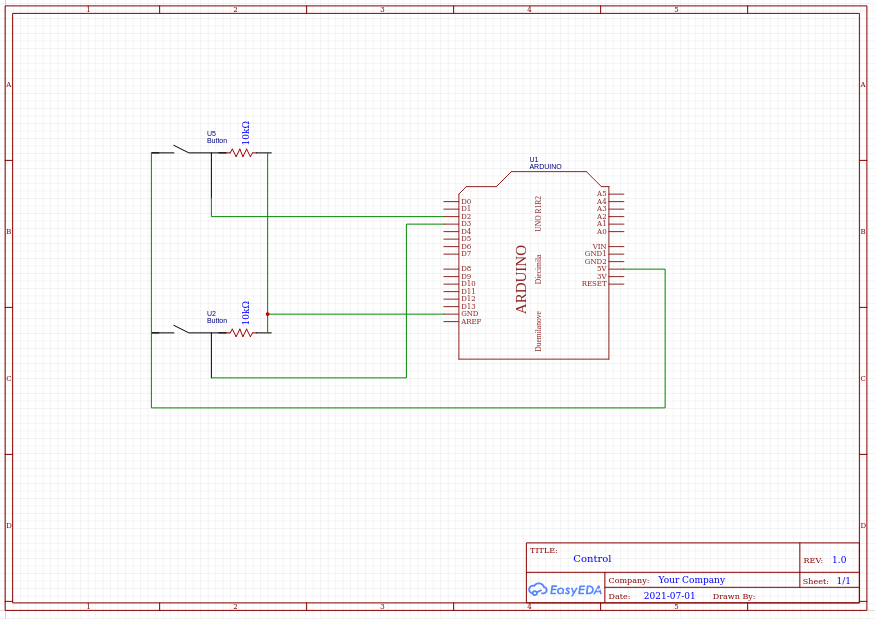 1 2 3 4 5
A A
10kΩ
U5
Button
U1
ARDUINO
A5
A4
D0 A3
D1 A2
D2 A1
D3 A0
D4
D5
D6 VIN
D7 GND1
GND2
D8 5V
D9 3V
D10 RESET
D11
D12
D13
GND
AREF
UNO R1R2
ARDUINO
Diecimila
Duemilanove
B B
10kΩ
U2
Button
C C
D D
TITLE:
Control
REV: 1.0
EasyEDA
Company: Your Company
Sheet: 1/1
Date: 2021-07-01 Drawn By:
1 2 3 4 5